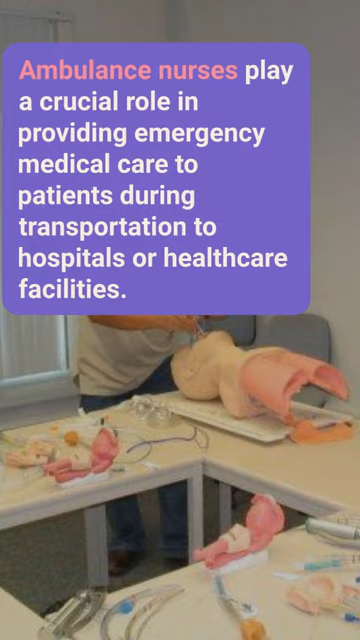 Ambulance nurses play
a crucial role in
providing emergency
medical care to
patients during
transportation to
hospitals or healthcare
facilities.